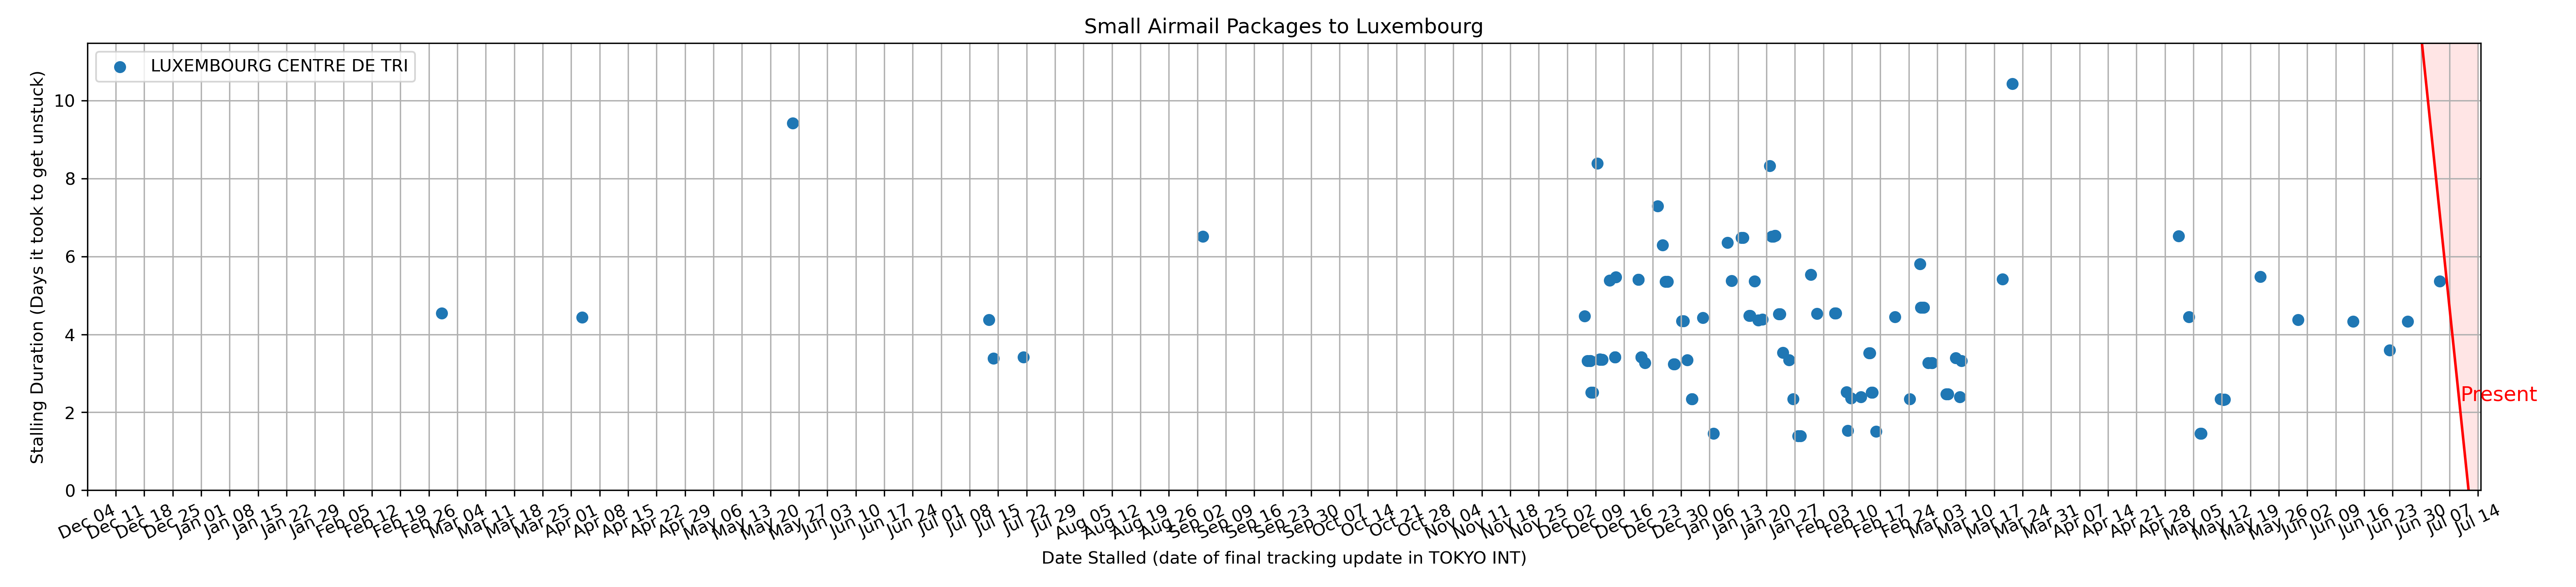 Small Airmail Packages to Luxembourg
LUXEMBOURG CENTRE DE TRI
Stalling Duration (Days it took to get unstuck)
10
8
6
4
2
0
Present
Dec 04 Dec 11 Dec 18 Dec 25 Jan 01 Jan 08 Jan 15 Jan 22 Jan 29 Feb 05 Feb 12 Feb 19 Feb 26 Mar 04 Mar 11 Mar 18 Mar 25 Apr 01 Apr 08 Apr 15 Apr 22 Apr 29 May 06 May 13 May 20 May 27 Jun 03 Jun 10 Jun 17 Jun 24 Jul 01 Jul 08 Jul 15 Jul 22 Jul 29 Aug 05 Aug 12 Aug 19 Aug 26 Sep 02 Sep 09 Sep 16 Sep 23 Sep 30 Oct 07 Oct 14 Oct 21 Oct 28 Nov 04 Nov 11 Nov 18 Nov 25 Dec 02 Dec 09 Dec 16 Dec 23 Dec 30 Jan 06 Jan 13 Jan 20 Jan 27 Feb 03 Feb 10 Feb 17 Feb 24 Mar 03 Mar 10 Mar 17 Mar 24 Mar 31 Apr 07 Apr 14 Apr 21 Apr 28 May 05 May 12 May 19 May 26 Jun 02 Jun 09 Jun 16 Jun 23 Jun 30 Jul 07 Jul 14
Date Stalled (date of final tracking update in TOKYO INT)